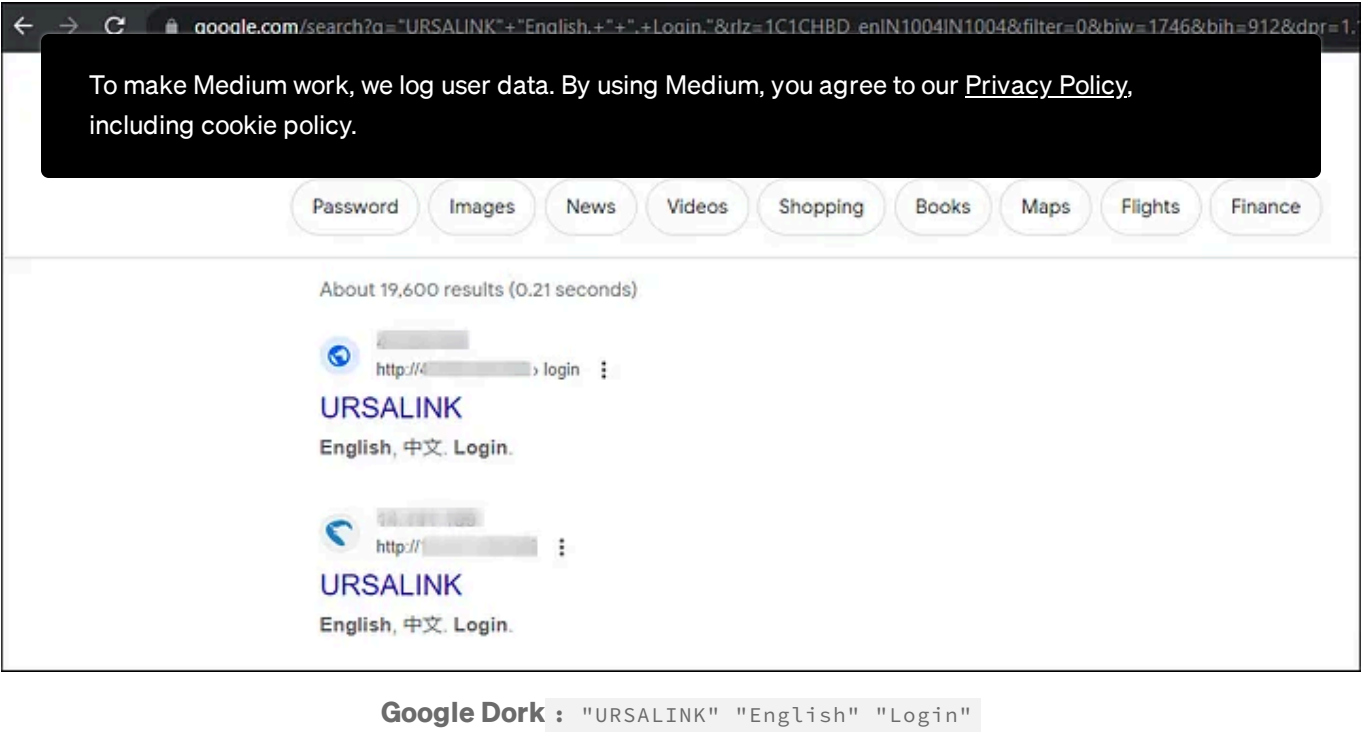 google.com/search?q="URSALINK"+"English,+"+".+Login."&rlz=1C1CHBD_enIN1004IN1004&filter=0&biw=1746&bih=912&dpr=1.
To make Medium work, we log user data. By using Medium, you agree to our Privacy Policy,
including cookie policy.
Password Images News Videos Shopping Books Maps Flights Finance
About 19,600 results (0.21 seconds)
http:// › login
URSALINK
English, 中文. Login.
http://
URSALINK
English, 中文. Login.
Google Dork : "URSALINK" "English" "Login"